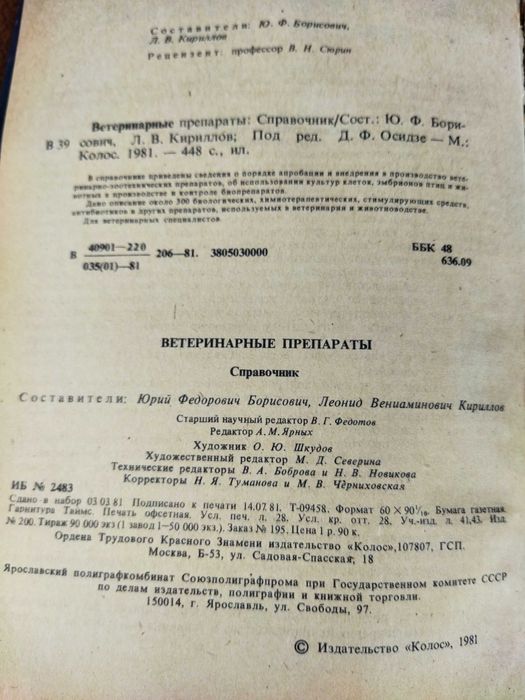 Составители: Ю. Ф. Борисович,
Л. В. Кириллов
Рецензент: профессор В. Н. Сюрин
Ветеринарные препараты: Справочник/Сост.: Ю. Ф. Бори-
В 39 сович, Л. В. Кириллов; Под ред. Д. Ф. Осидзе — М.:
Колос. 1981. — 448 с., ил.
В справочнике приведены сведения о порядке апробации и внедрения в производство вете-
ринарно-зоотехнических препаратов, об использовании культур клеток, эмбрионов птиц и жи-
вотных в производстве и контроле биопрепаратов.
Дано описание около 300 биологических, химиотерапевтических, стимулирующих средств,
антибиотиков и других препаратов, используемых в ветеринарии и животноводстве.
Для ветеринарных специалистов.
В 40901—220
035(01)—81
206—81. 3805030000
ББК 48
636.09
ВЕТЕРИНАРНЫЕ ПРЕПАРАТЫ
Справочник
Составители: Юрий Федорович Борисович, Леонид Вениаминович Кириллов
Старший научный редактор В. Г. Федотов
Редактор А. М. Ярных
Художник О. Ю. Шкудов
Художественный редактор М. Д. Северина
Технические редакторы В. А. Боброва и Н. В. Новикова
Корректоры Н. Я. Туманова и М. В. Черниховская
ИБ № 2483
Сдано в набор 03.03.81 Подписано к печати 14.07.81. Т-09458. Формат 60 × 90¹/₁₆. Бумага газетная.
Гарнитура Таймс. Печать офсетная. Усл. печ. л. 28. Усл. кр. отт. 28. Уч.-изд. л. 41,43. Изд.
№ 200. Тираж 90 000 экз. (1 завод 1—50 000 экз.) Заказ № 195. Цена 1 р. 90 к.
Ордена Трудового Красного Знамени издательство «Колос», 107807, ГСП.
Москва, Б-53, ул. Садовая-Спасская, 18
Ярославский полиграфкомбинат Союзполиграфпрома при Государственном комитете СССР
по делам издательств, полиграфии и книжной торговли.
150014, г. Ярославль, ул. Свободы, 97.
© Издательство «Колос», 1981